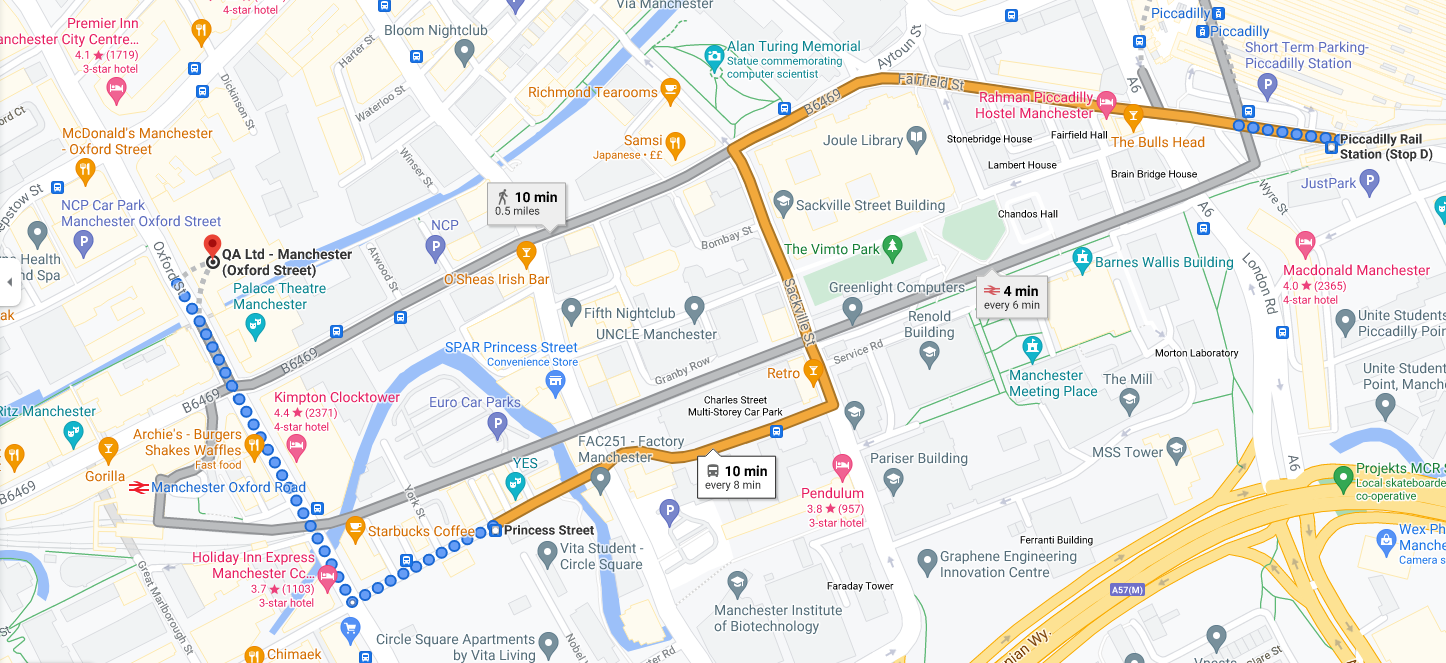 4-star hotel
Via Manchester
Premier Inn
anchester City Centre...
4.1 ★ (1719)
3-star hotel
Bloom Nightclub
Harter St
Dickinson St
Waterloo St
Alan Turing Memorial
Statue commemorating
computer scientist
Aytoun St
Fairfield St
A6
Piccadilly
Piccadilly
Short Term Parking-
Piccadilly Station
Richmond Tearooms
B6469
Rahman Piccadilly
Hostel Manchester
ord Ct
McDonald's Manchester
- Oxford Street
Samsi
Japanese • ££
Joule Library
Stonebridge House
Fairfield Hall
The Bulls Head
Piccadilly Rail
Station (Stop D)
Winser St
Lambert House
Brain Bridge House
JustPark
Wyre St
epstow St
10 min
0.5 miles
NCP Car Park
Manchester Oxford Street
NCP
Sackville Street Building
Chandos Hall
A6
Health
nd Spa
Oxford St
QA Ltd - Manchester
(Oxford Street)
Atwood St
Bombay St
The Vimto Park
Barnes Wallis Building
London Rd
Macdonald Manchester
4.0 ★ (2365)
4-star hotel
O'Sheas Irish Bar
Palace Theatre
Manchester
Greenlight Computers
4 min
every 6 min
ak
Fifth Nightclub
UNCLE Manchester
Sackville St
Renold
Building
Unite Students
Piccadilly Poin
SPAR Princess Street
Convenience Store
Service Rd
Morton Laboratory
B6469
Granby Row
Retro
Manchester
Meeting Place
The Mill
Unite Student
Point, Manche
B6469
Kimpton Clocktower
4.4 ★ (2371)
4-star hotel
Euro Car Parks
Charles Street
Multi-Storey Car Park
Ritz Manchester
Archie's - Burgers
Shakes Waffles
Fast food
FAC251 - Factory
Manchester
MSS Tower
A6
YES
10 min
every 8 min
Pariser Building
Projekts MCR
Local skateboarde
co-operative
Gorilla
Manchester Oxford Road
B6469
York St
Pendulum
3.8 ★ (957)
3-star hotel
Starbucks Coffee
Princess Street
Ferranti Building
Wex Ph
Manche
Camera s
Holiday Inn Express
Manchester Cc...
3.7 ★ (1103)
3-star hotel
Vita Student -
Circle Square
Graphene Engineering
Innovation Centre
Great Marlborough St
Faraday Tower
A57(M)
Manchester Institute
of Biotechnology
Circle Square Apartments
by Vita Living
Nobel
ter Rd
nian Wy.
Chimaek
lare St